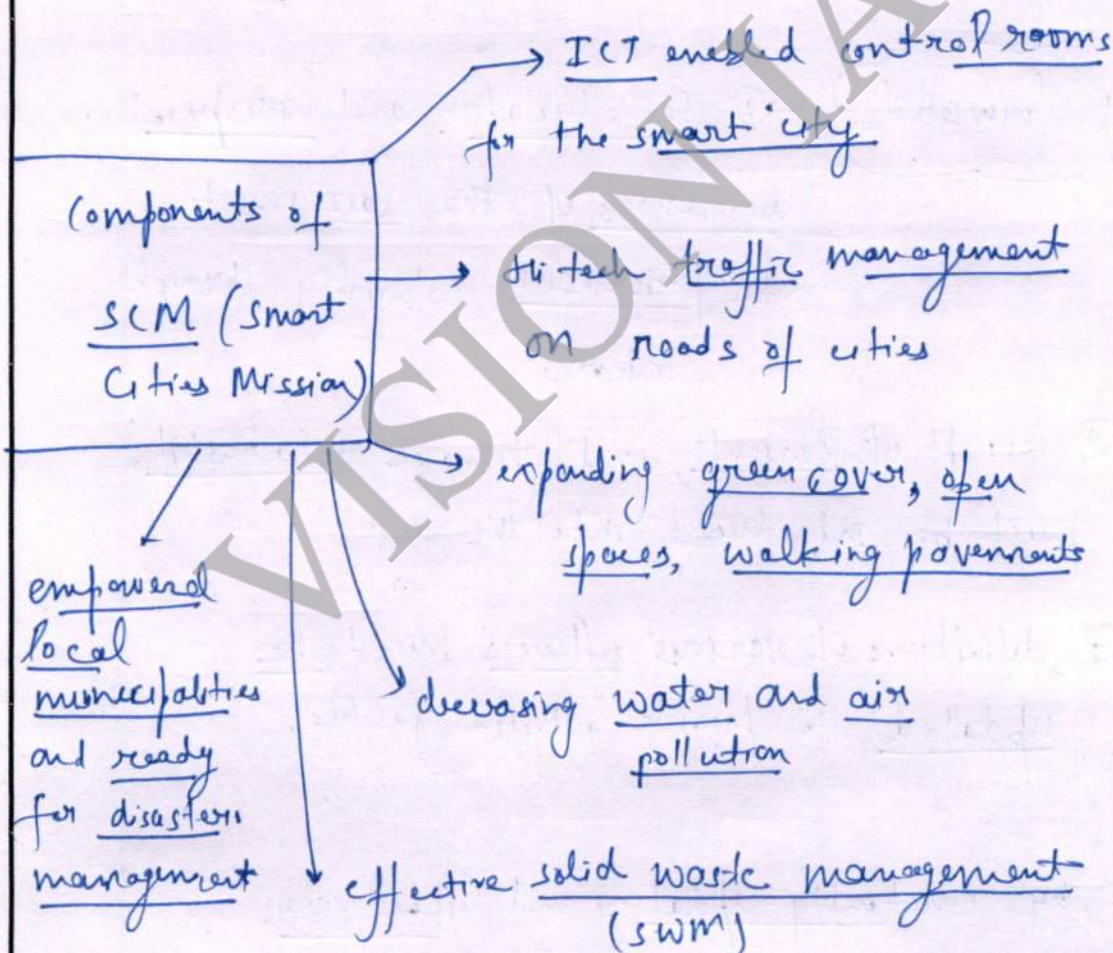 Components of
SCM (Smart
Cities Mission)
ICT enabled control rooms
for the smart city
Hi tech traffic management
on roads of cities
expanding green cover, open
spaces, walking pavements
decreasing water and air
pollution
effective solid waste management
(SWM)
empowered
local
municipalities
and ready
for disaster
management
VISION IA